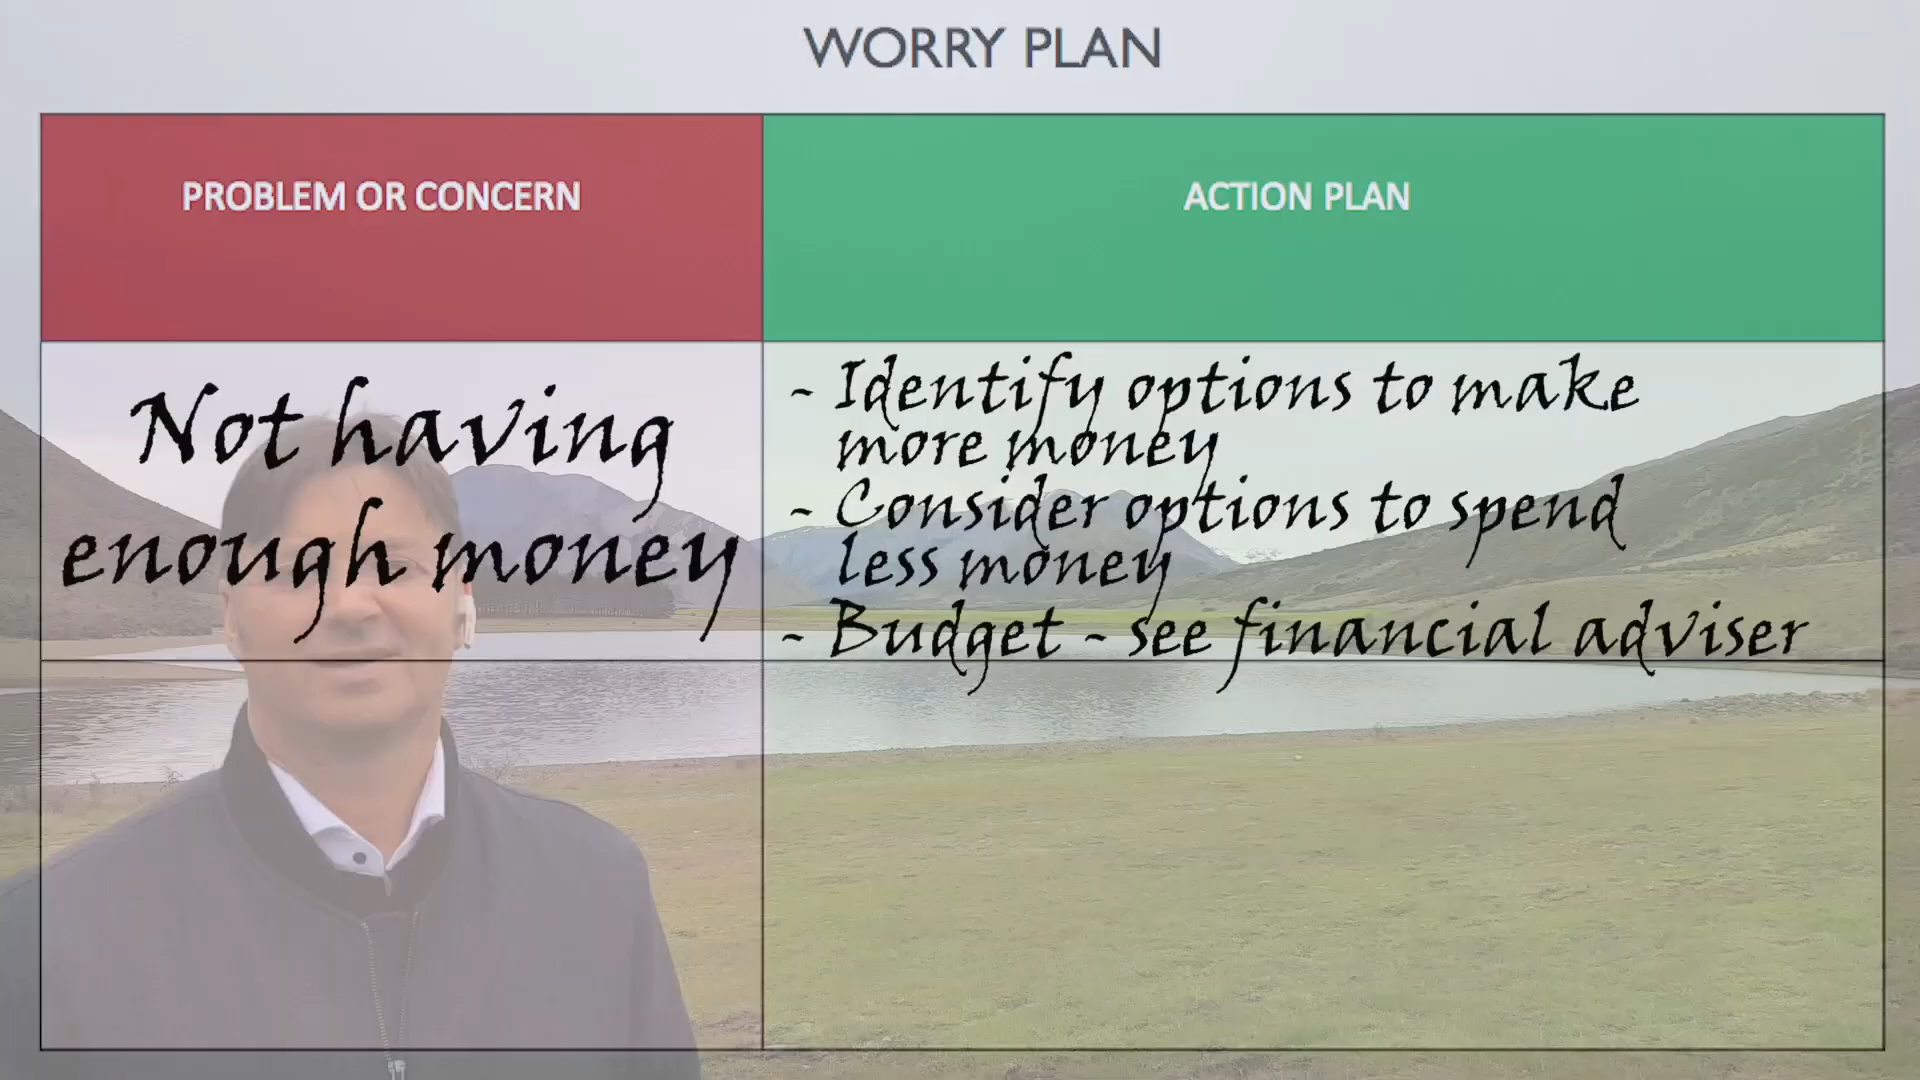 WORRY PLAN
PROBLEM OR CONCERN
ACTION PLAN
Not having
enough money
- Identify options to make
more money
- Consider options to spend
less money
- Budget - see financial adviser